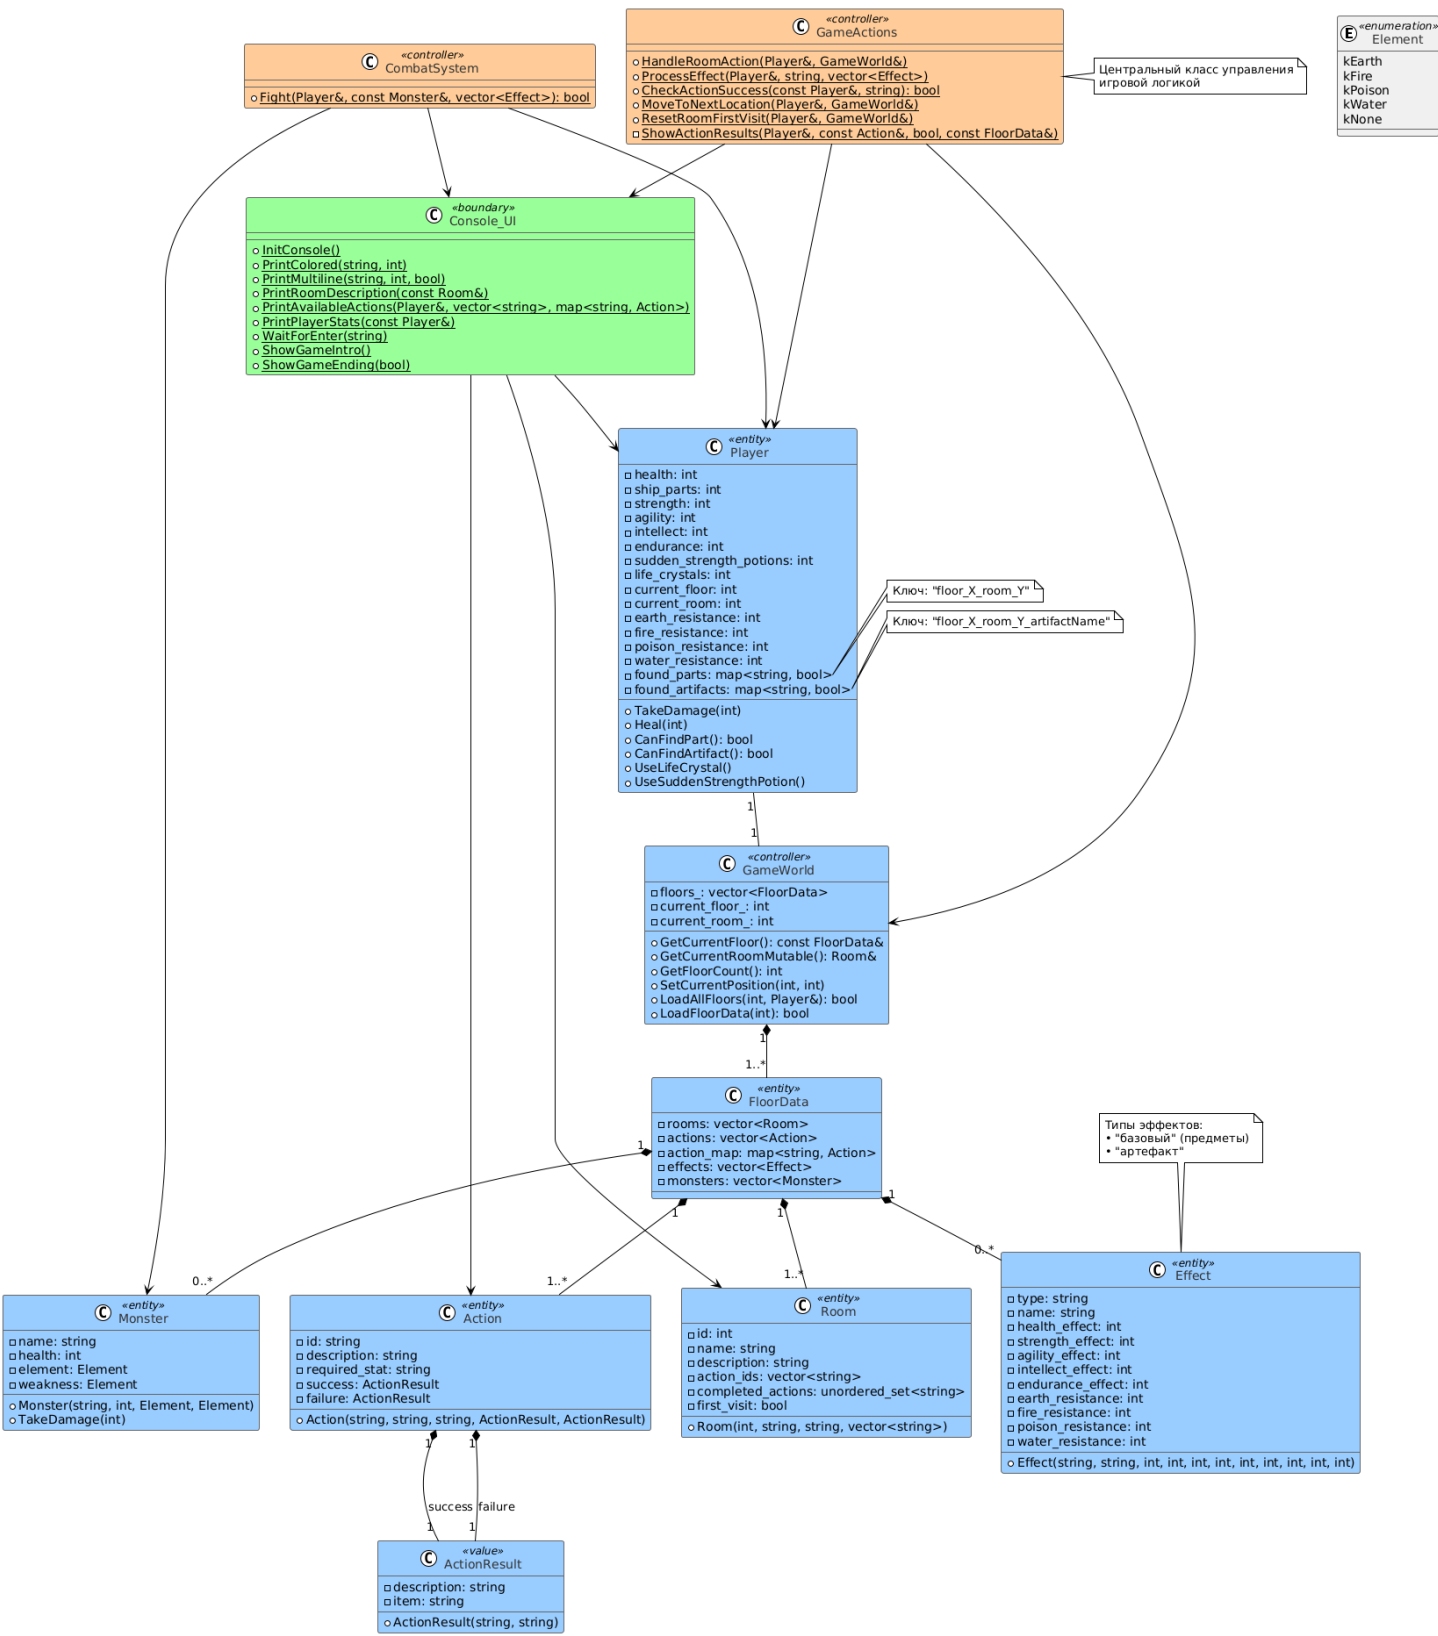 «controller»
C
GameActions
HandleRoomAction(Player&, GameWorld&)
ProcessEffect(Player&, string, vector<Effect>)
CheckActionSuccess(const Player&, string): bool
MoveToNextLocation(Player&, GameWorld&)
ResetRoomFirstVisit(Player&, GameWorld&)
ShowActionResults(Player&, const Action&, bool, const FloorData&)
«enumeration»
E
Element
kEarth
kFire
kPoison
kWater
kNone
«controller»
C
CombatSystem
Fight(Player&, const Monster&, vector<Effect>): bool
Центральный класс управления
игровой логикой
«boundary»
C
Console_UI
InitConsole()
PrintColored(string, int)
PrintMultiline(string, int, bool)
PrintRoomDescription(const Room&)
PrintAvailableActions(Player&, vector<string>, map<string, Action>)
PrintPlayerStats(const Player&)
WaitForEnter(string)
ShowGameIntro()
ShowGameEnding(bool)
«entity»
C
Player
health: int
ship_parts: int
strength: int
agility: int
intellect: int
endurance: int
sudden_strength_potions: int
life_crystals: int
current_floor: int
current_room: int
earth_resistance: int
fire_resistance: int
poison_resistance: int
water_resistance: int
found_parts: map<string, bool>
found_artifacts: map<string, bool>
TakeDamage(int)
Heal(int)
CanFindPart(): bool
CanFindArtifact(): bool
UseLifeCrystal()
UseSuddenStrengthPotion()
Ключ: "floor_X_room_Y"
Ключ: "floor_X_room_Y_artifactName"
1
1
«controller»
C
GameWorld
floors_: vector<FloorData>
current_floor_: int
current_room_: int
GetCurrentFloor(): const FloorData&
GetCurrentRoomMutable(): Room&
GetFloorCount(): int
SetCurrentPosition(int, int)
LoadAllFloors(int, Player&): bool
LoadFloorData(int): bool
1
1..*
«entity»
C
FloorData
rooms: vector<Room>
actions: vector<Action>
action_map: map<string, Action>
effects: vector<Effect>
monsters: vector<Monster>
Типы эффектов:
• "базовый" (предметы)
• "артефакт"
1
1
1
1
0..*
1..*
1..*
0..*
«entity»
C
Monster
name: string
health: int
element: Element
weakness: Element
Monster(string, int, Element, Element)
TakeDamage(int)
«entity»
C
Action
id: string
description: string
required_stat: string
success: ActionResult
failure: ActionResult
Action(string, string, string, ActionResult, ActionResult)
«entity»
C
Room
id: int
name: string
description: string
action_ids: vector<string>
completed_actions: unordered_set<string>
first_visit: bool
Room(int, string, string, vector<string>)
«entity»
C
Effect
type: string
name: string
health_effect: int
strength_effect: int
agility_effect: int
intellect_effect: int
endurance_effect: int
earth_resistance: int
fire_resistance: int
poison_resistance: int
water_resistance: int
Effect(string, string, int, int, int, int, int, int, int, int, int)
1
1
success
failure
1
1
«value»
C
ActionResult
description: string
item: string
ActionResult(string, string)